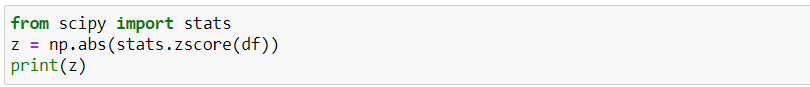 from scipy import stats
z = np.abs(stats.zscore(df))
print(z)